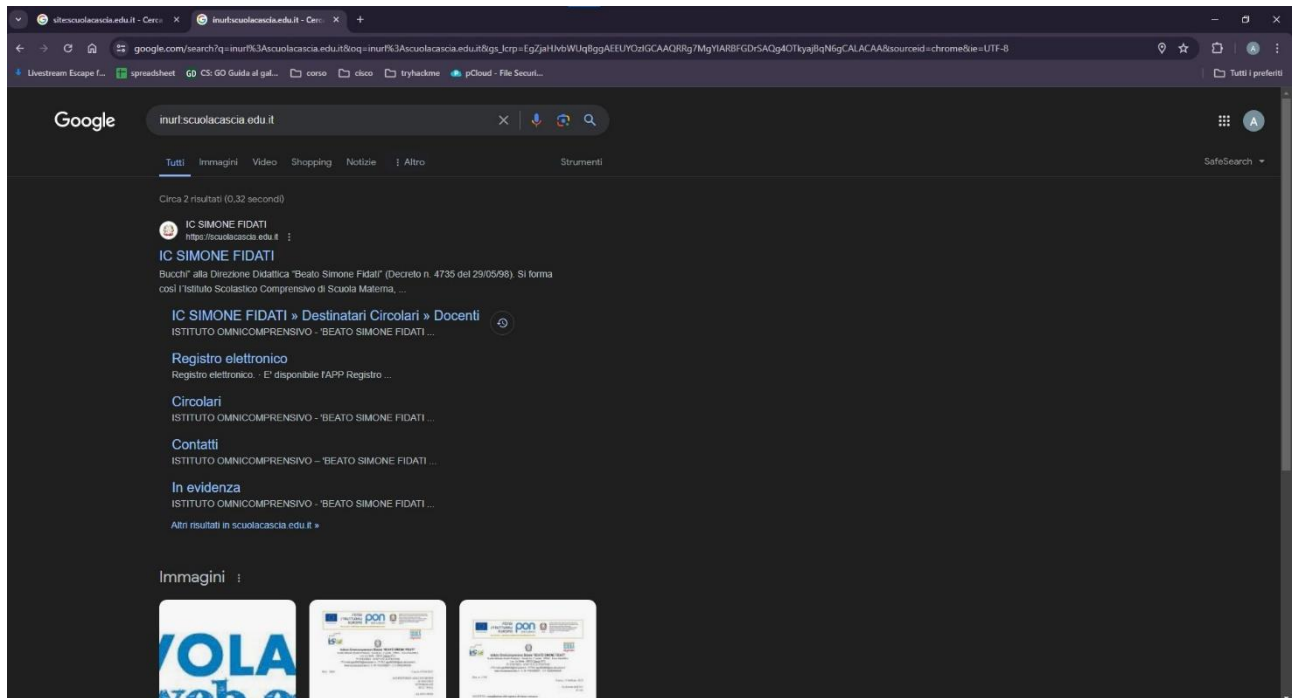 site:scuolacascia.edu.it - Cerca
inurl:scuolacascia.edu.it - Cerc
google.com/search?q=inurl%3Ascuolacascia.edu.it&oq=inurl%3Ascuolacascia.edu.it&gs_lcrp=EgZjaHJvbWUqBggAEEUYOzIGCAAQRRg7MgYIARBFGDrSAQg4OTkyajBqN6gCALACAA&sourceid=chrome&ie=UTF-8
Livestream Escape f... spreadsheet GD CS: GO Guida al gal... corso cisco tryhackme pCloud - File Securi... Tutti i preferiti
Google
inurl:scuolacascia.edu.it
A
Tutti Immagini Video Shopping Notizie Altro Strumenti SafeSearch
Circa 2 risultati (0,32 secondi)
IC SIMONE FIDATI
https://scuolacascia.edu.it
IC SIMONE FIDATI
Bucchi" alla Direzione Didattica "Beato Simone Fidati" (Decreto n. 4735 del 29/05/98). Si forma
così l'Istituto Scolastico Comprensivo di Scuola Materna, ...
IC SIMONE FIDATI » Destinatari Circolari » Docenti
ISTITUTO OMNICOMPRENSIVO - 'BEATO SIMONE FIDATI ...
Registro elettronico
Registro elettronico. · E' disponibile l'APP Registro ...
Circolari
ISTITUTO OMNICOMPRENSIVO - 'BEATO SIMONE FIDATI ...
Contatti
ISTITUTO OMNICOMPRENSIVO – 'BEATO SIMONE FIDATI ...
In evidenza
ISTITUTO OMNICOMPRENSIVO - 'BEATO SIMONE FIDATI ...
Altri risultati in scuolacascia.edu.it »
Immagini
VOLA
pon
pon